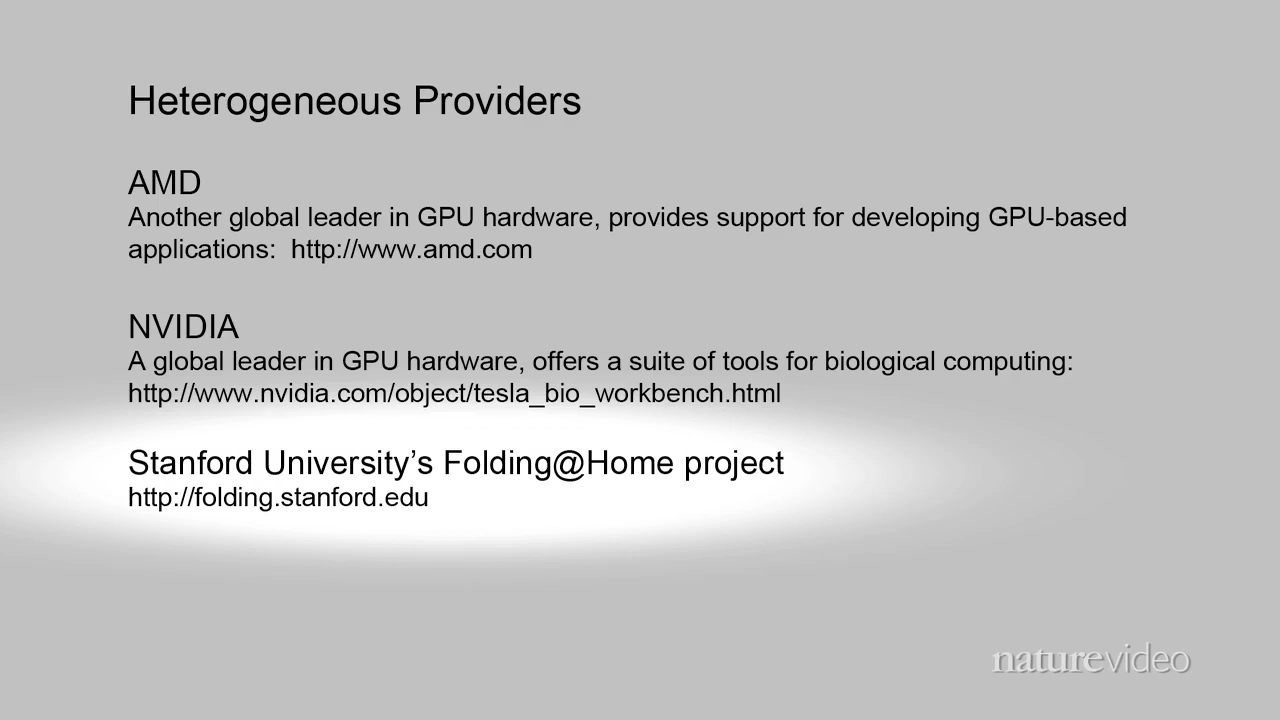 Heterogeneous Providers
AMD
Another global leader in GPU hardware, provides support for developing GPU-based
applications:  http://www.amd.com
NVIDIA
A global leader in GPU hardware, offers a suite of tools for biological computing:
http://www.nvidia.com/object/tesla_bio_workbench.html
Stanford University’s Folding@Home project
http://folding.stanford.edu
naturevideo